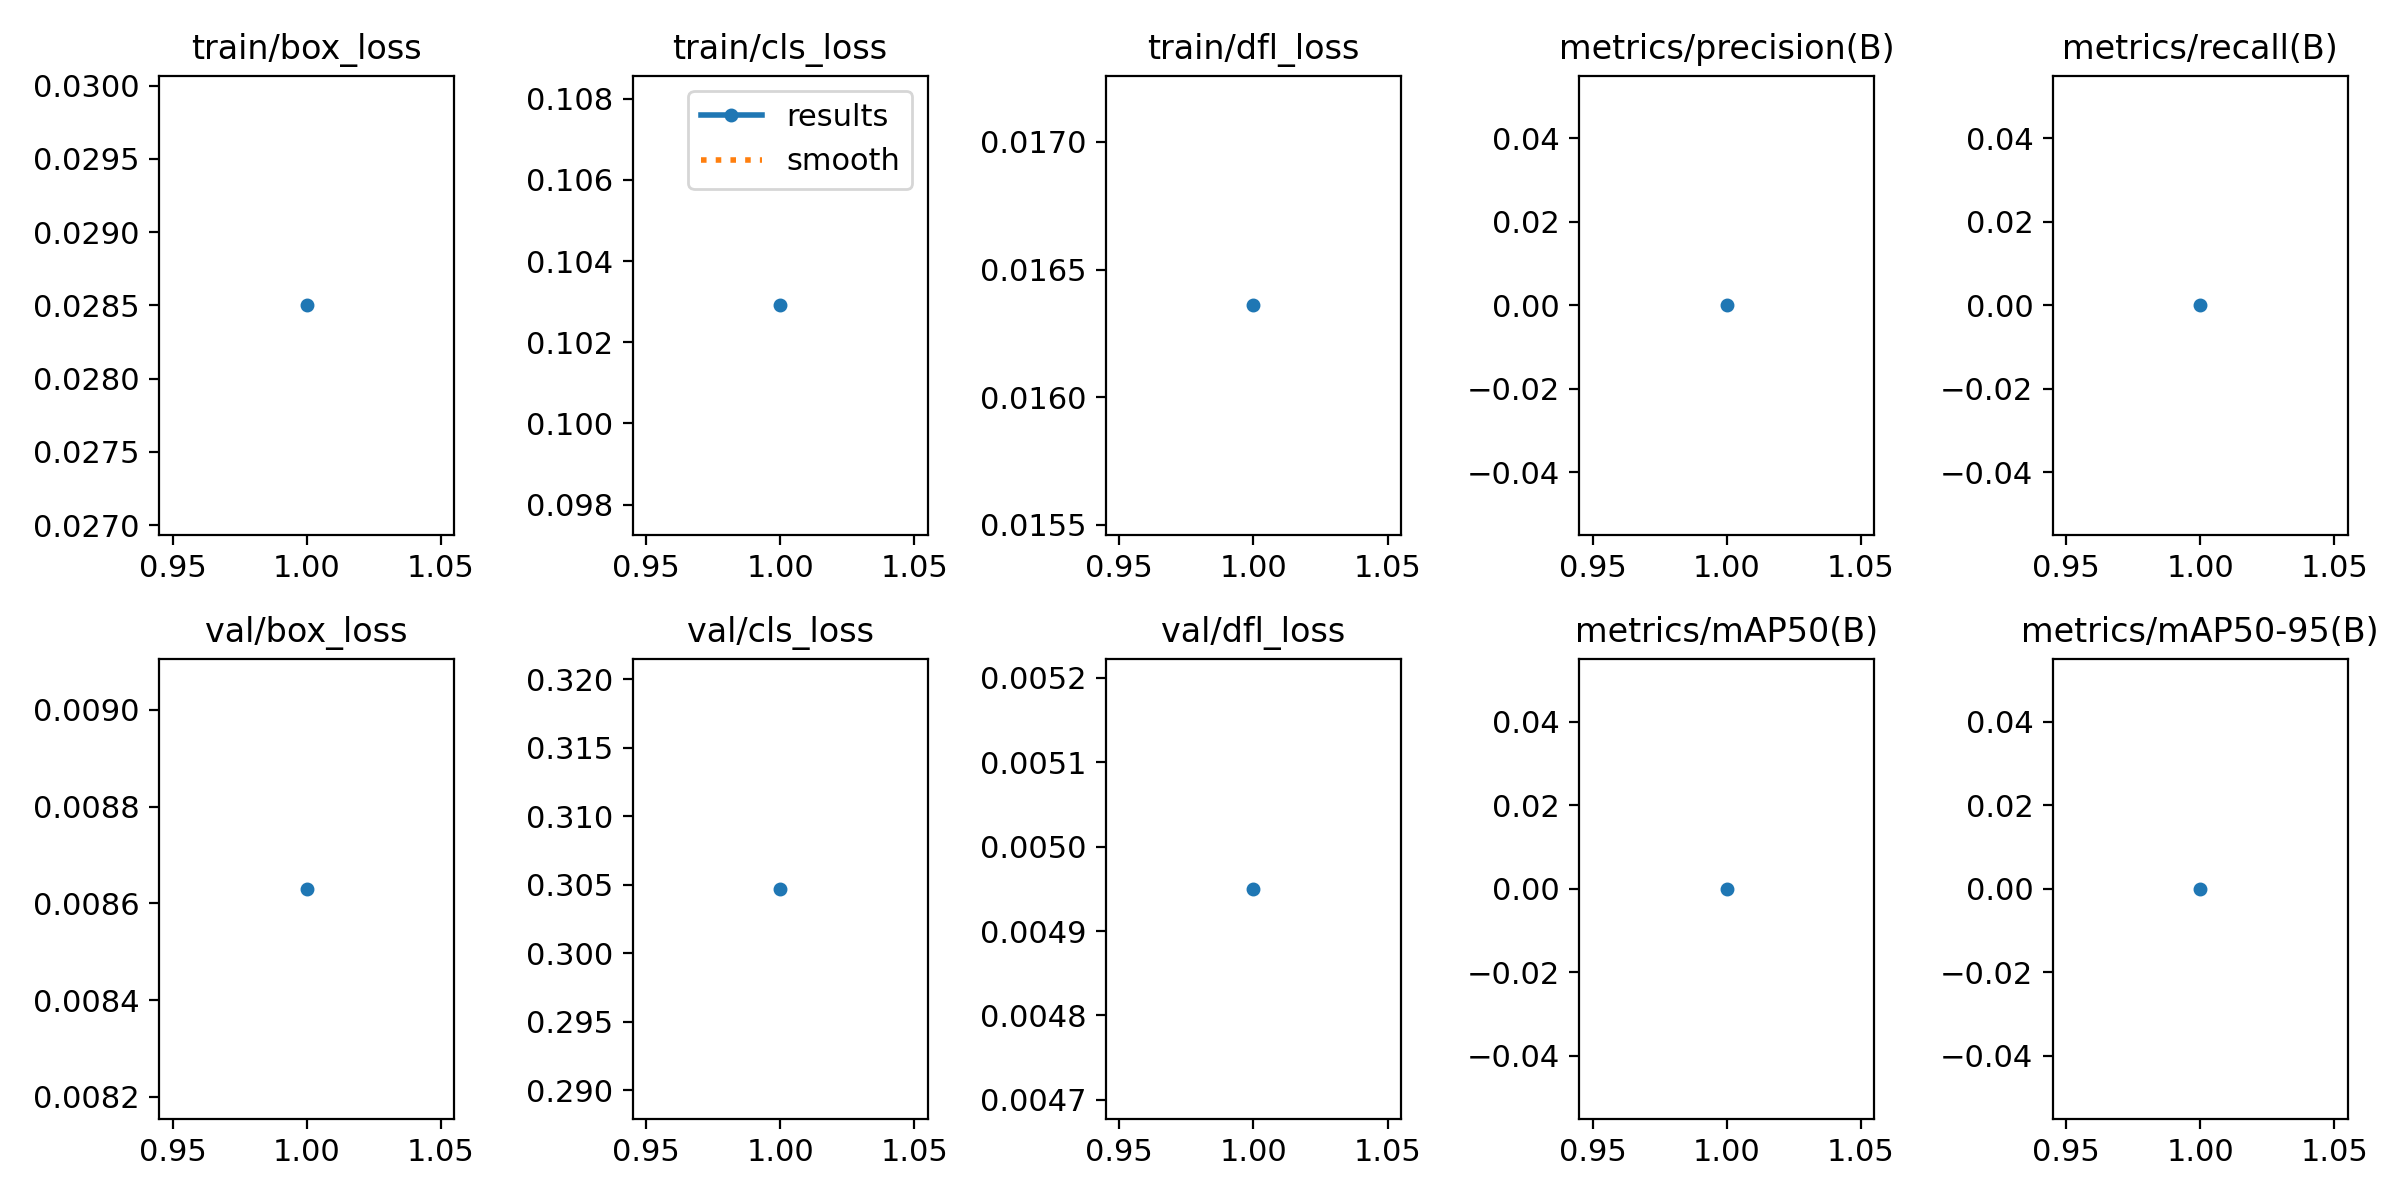 train/box_loss
0.0300
0.0295
0.0290
0.0285
0.0280
0.0275
0.0270
0.95 1.00 1.05
train/cls_loss
0.108
0.106
0.104
0.102
0.100
0.098
results
smooth
0.95 1.00 1.05
train/dfl_loss
0.0170
0.0165
0.0160
0.0155
0.95 1.00 1.05
metrics/precision(B)
0.04
0.02
0.00
−0.02
−0.04
0.95 1.00 1.05
metrics/recall(B)
0.04
0.02
0.00
−0.02
−0.04
0.95 1.00 1.05
val/box_loss
0.0090
0.0088
0.0086
0.0084
0.0082
0.95 1.00 1.05
val/cls_loss
0.320
0.315
0.310
0.305
0.300
0.295
0.290
0.95 1.00 1.05
val/dfl_loss
0.0052
0.0051
0.0050
0.0049
0.0048
0.0047
0.95 1.00 1.05
metrics/mAP50(B)
0.04
0.02
0.00
−0.02
−0.04
0.95 1.00 1.05
metrics/mAP50-95(B)
0.04
0.02
0.00
−0.02
−0.04
0.95 1.00 1.05